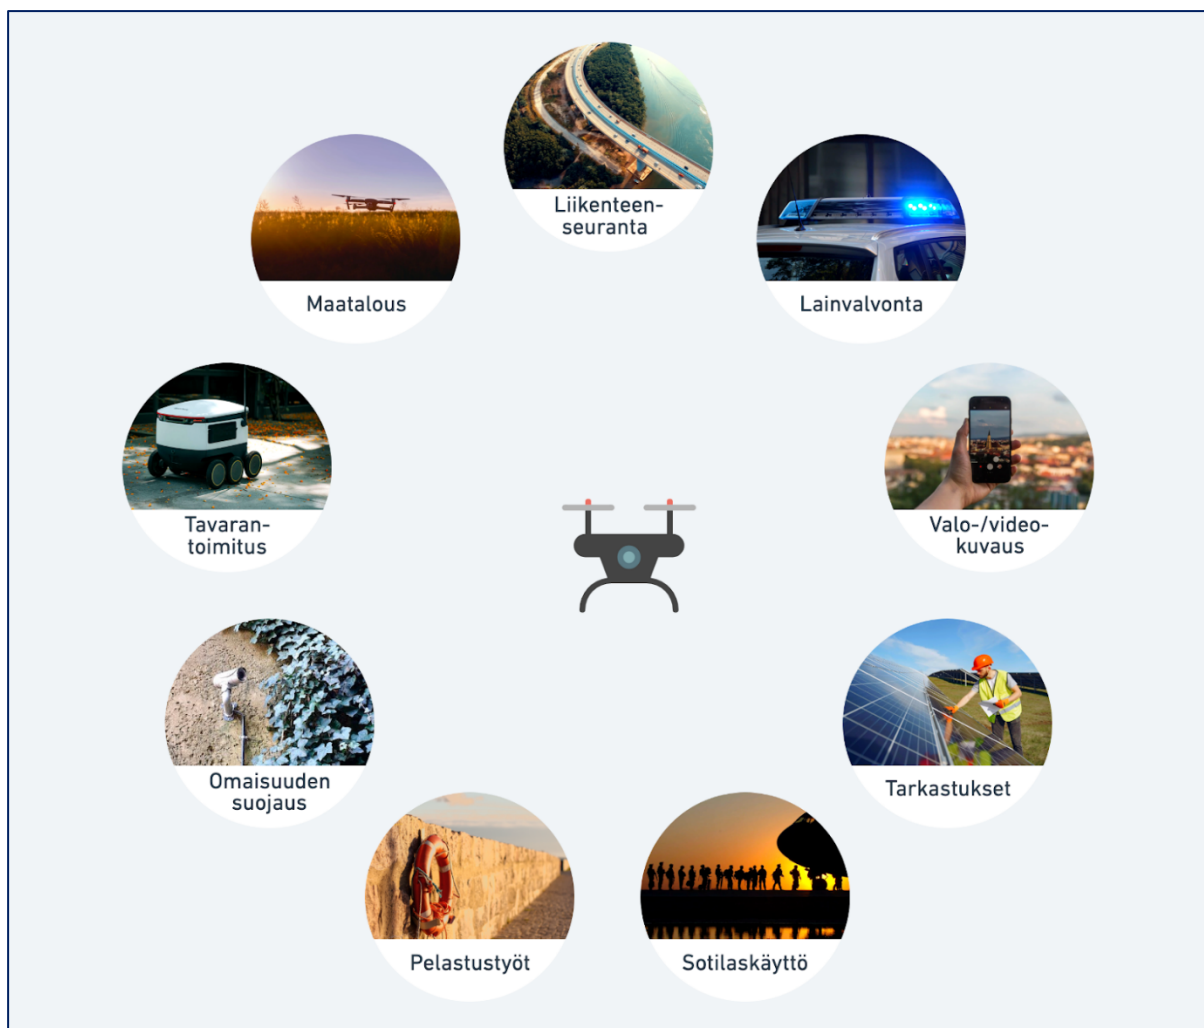 Liikenteen-
seuranta
Maatalous
Lainvalvonta
Tavaran-
toimitus
Valo-/video-
kuvaus
Omaisuuden
suojaus
Tarkastukset
Pelastustyöt
Sotilaskäyttö